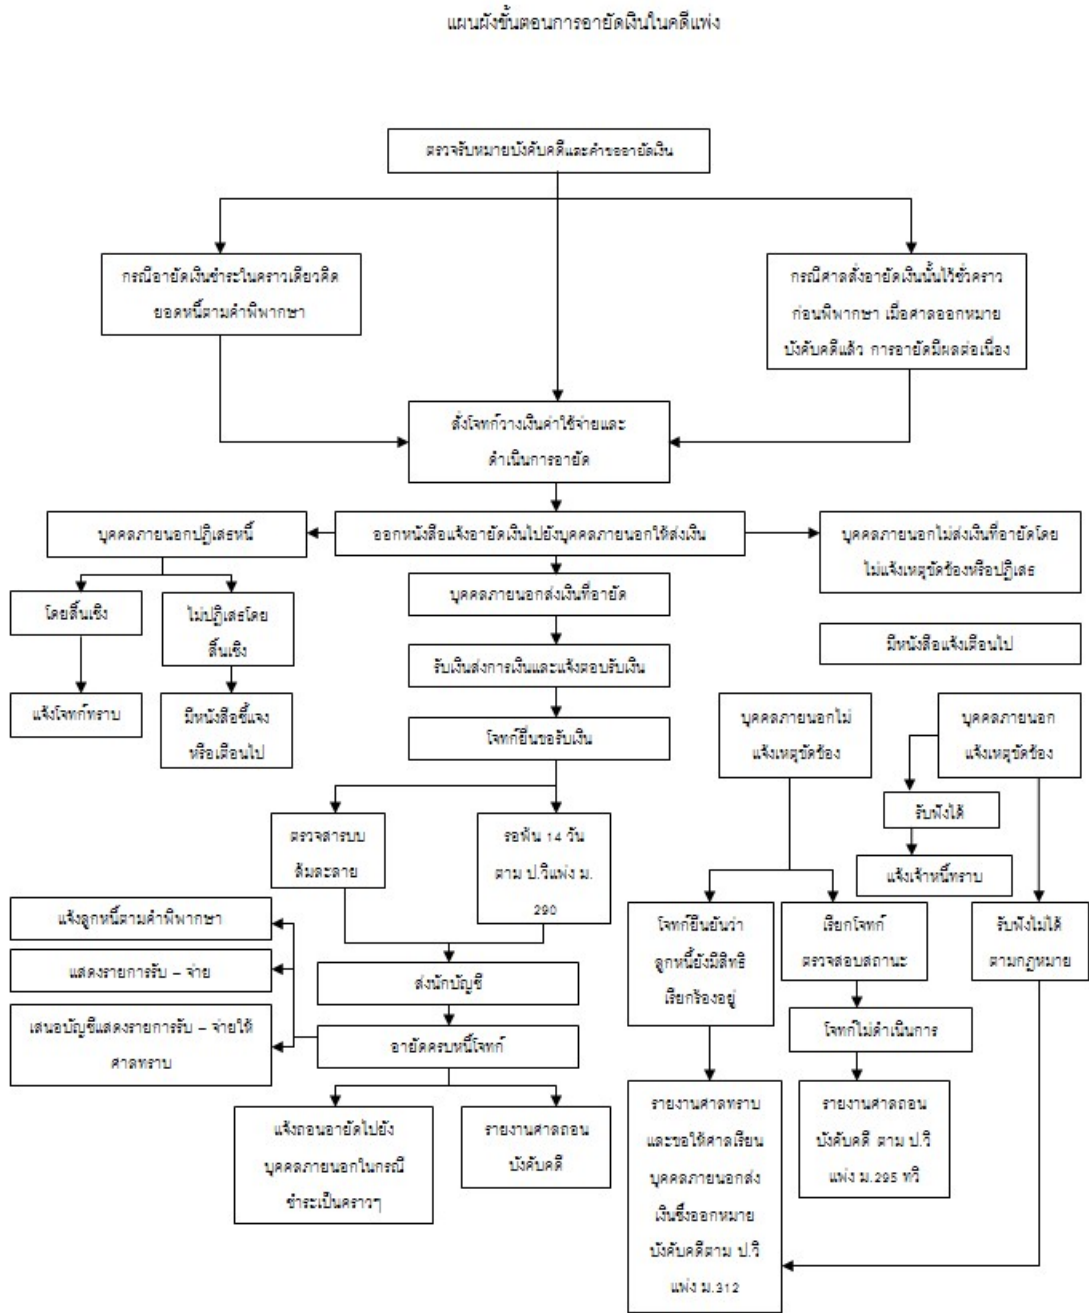 แผนผังขั้นตอนการอายัดเงินในคดีแพ่ง
ตรวจรับหมายบังคับคดีและคำขออายัดเงิน
กรณีอายัดเงินชำระในคราวเดียวคิด
ยอดหนี้ตามคำพิพากษา
กรณีศาลสั่งอายัดเงินนั้นไว้ชั่วคราว
ก่อนพิพากษา เมื่อศาลออกหมาย
บังคับคดีแล้ว การอายัดมีผลต่อเนื่อง
สั่งโจทก์วางเงินค่าใช้จ่ายและ
ดำเนินการอายัด
บุคคลภายนอกปฏิเสธหนี้
ออกหนังสือแจ้งอายัดเงินไปยังบุคคลภายนอกให้ส่งเงิน
บุคคลภายนอกไม่ส่งเงินที่อายัดโดย
ไม่แจ้งเหตุขัดข้องหรือปฏิเสธ
โดยสิ้นเชิง
ไม่ปฏิเสธโดย
สิ้นเชิง
บุคคลภายนอกส่งเงินที่อายัด
มีหนังสือแจ้งเตือนไป
รับเงินส่งการเงินและแจ้งตอบรับเงิน
แจ้งโจทก์ทราบ
มีหนังสือชี้แจง
หรือเตือนไป
โจทก์ยื่นขอรับเงิน
บุคคลภายนอกไม่
แจ้งเหตุขัดข้อง
บุคคลภายนอก
แจ้งเหตุขัดข้อง
รับฟังได้
แจ้งเจ้าหนี้ทราบ
ตรวจสารบบ
ล้มละลาย
รอพ้น 14 วัน
ตาม ป.วิแพ่ง ม.
290
แจ้งลูกหนี้ตามคำพิพากษา
แสดงรายการรับ – จ่าย
เสนอบัญชีแสดงรายการรับ – จ่ายให้
ศาลทราบ
ส่งนักบัญชี
อายัดครบหนี้โจทก์
โจทก์ยืนยันว่า
ลูกหนี้ยังมีสิทธิ
เรียกร้องอยู่
เรียกโจทก์
ตรวจสอบสถานะ
รับฟังไม่ได้
ตามกฎหมาย
โจทก์ไม่ดำเนินการ
แจ้งถอนอายัดไปยัง
บุคคลภายนอกในกรณี
ชำระเป็นคราวๆ
รายงานศาลถอน
บังคับคดี
รายงานศาลทราบ
และขอให้ศาลเรียน
บุคคลภายนอกส่ง
เงินซึ่งออกหมาย
บังคับคดีตาม ป.วิ
แพ่ง ม.312
รายงานศาลถอน
บังคับคดี ตาม ป.วิ
แพ่ง ม.295 ทวิ